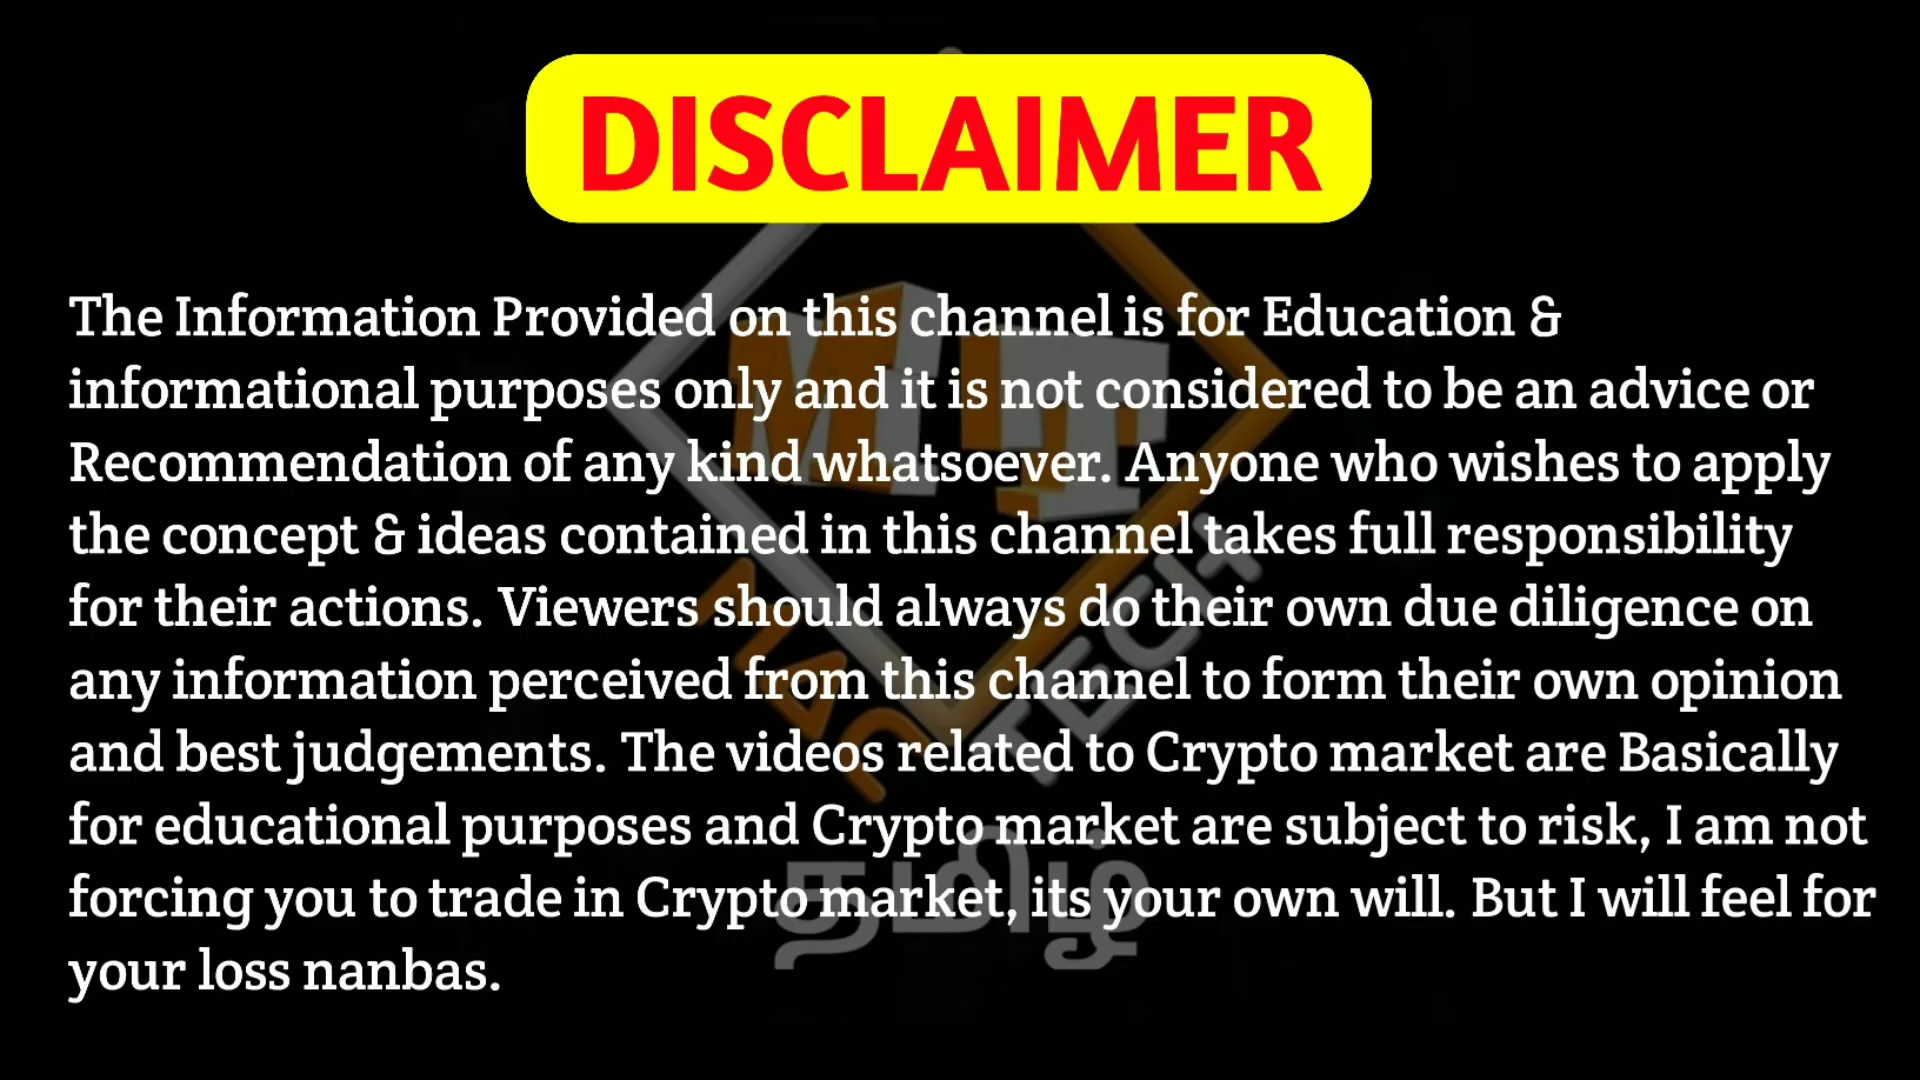 DISCLAIMER
The Information Provided on this channel is for Education &
informational purposes only and it is not considered to be an advice or
Recommendation of any kind whatsoever. Anyone who wishes to apply
the concept & ideas contained in this channel takes full responsibility
for their actions. Viewers should always do their own due diligence on
any information perceived from this channel to form their own opinion
and best judgements. The videos related to Crypto market are Basically
for educational purposes and Crypto market are subject to risk, I am not
forcing you to trade in Crypto market, its your own will. But I will feel for
your loss nanbas.
MT
TECH
தமிழ்